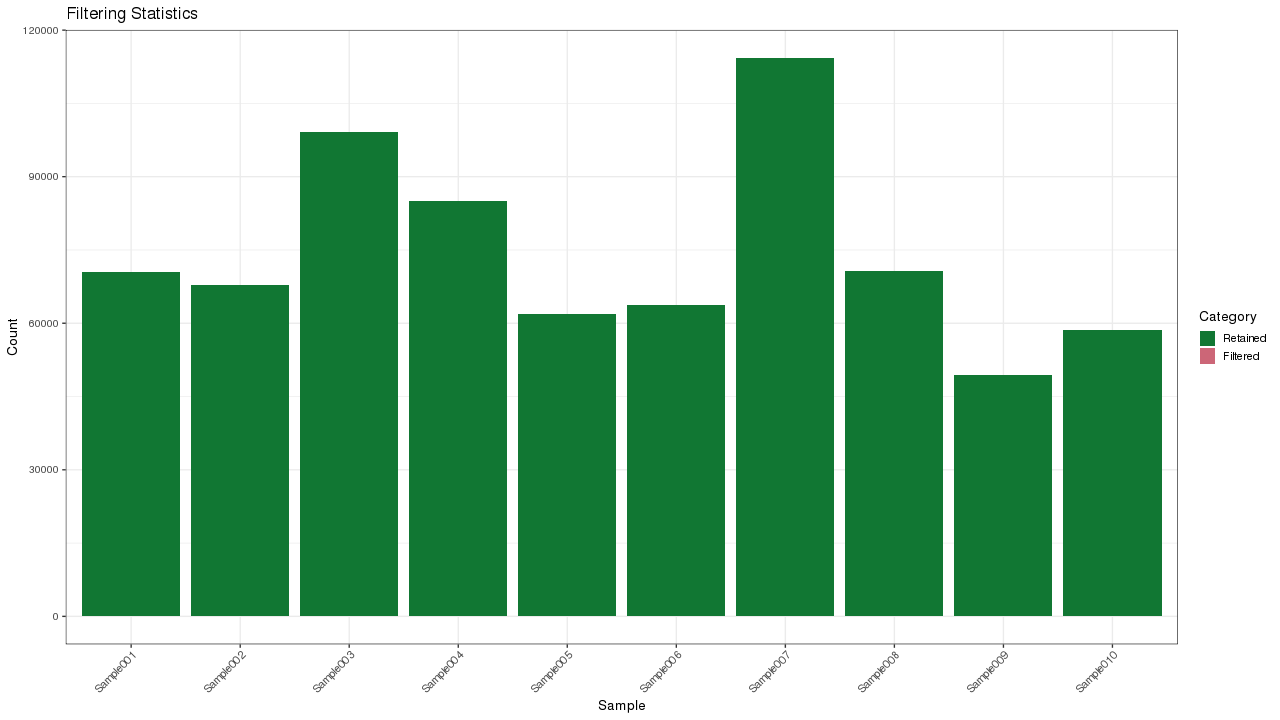 Filtering Statistics
120000
90000
60000
30000
0
Count
Sample001
Sample002
Sample003
Sample004
Sample005
Sample006
Sample007
Sample008
Sample009
Sample010
Sample
Category
Retained
Filtered